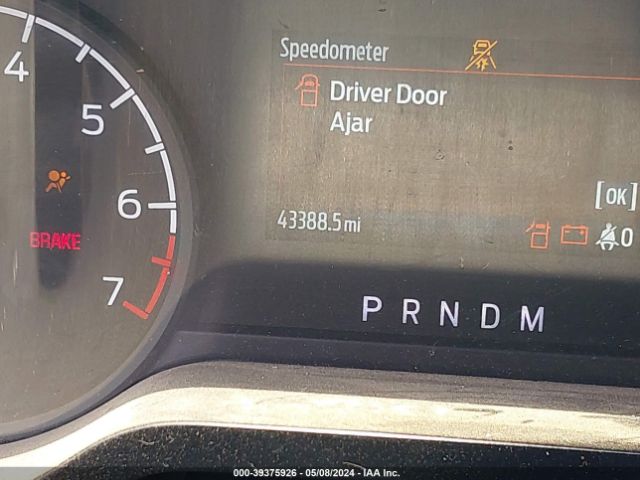 Speedometer
4
Driver Door
5
Ajar
6
[OK]
43388.5 mi
0
BRAKE
7
P R N D M
000-39375926 - 05/08/2024 - IAA Inc.